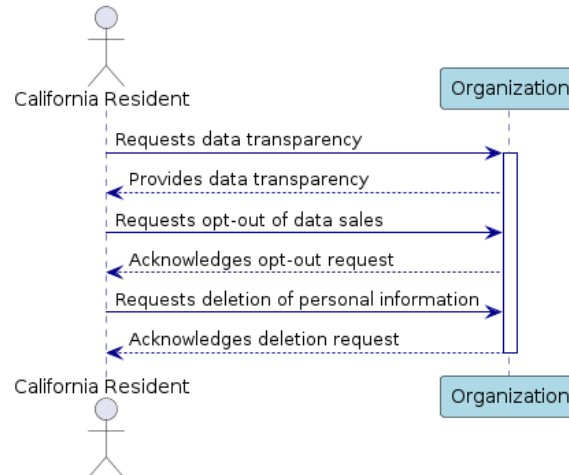 California Resident
Organization
Requests data transparency
Provides data transparency
Requests opt-out of data sales
Acknowledges opt-out request
Requests deletion of personal information
Acknowledges deletion request
California Resident
Organization